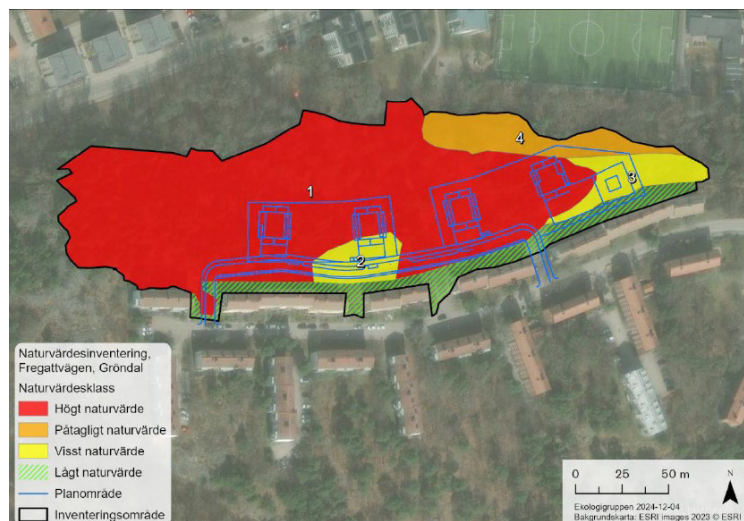 4
3
1
2
Naturvärdesinventering,
Fregattvägen, Gröndal
Naturvärdesklass
Högt naturvärde
Påtagligt naturvärde
Visst naturvärde
Lågt naturvärde
Planområde
Inventeringsområde
0 25 50 m
N
Ekologigruppen 2024-12-04
Bakgrundskarta: ESRI images 2023 © ESRI